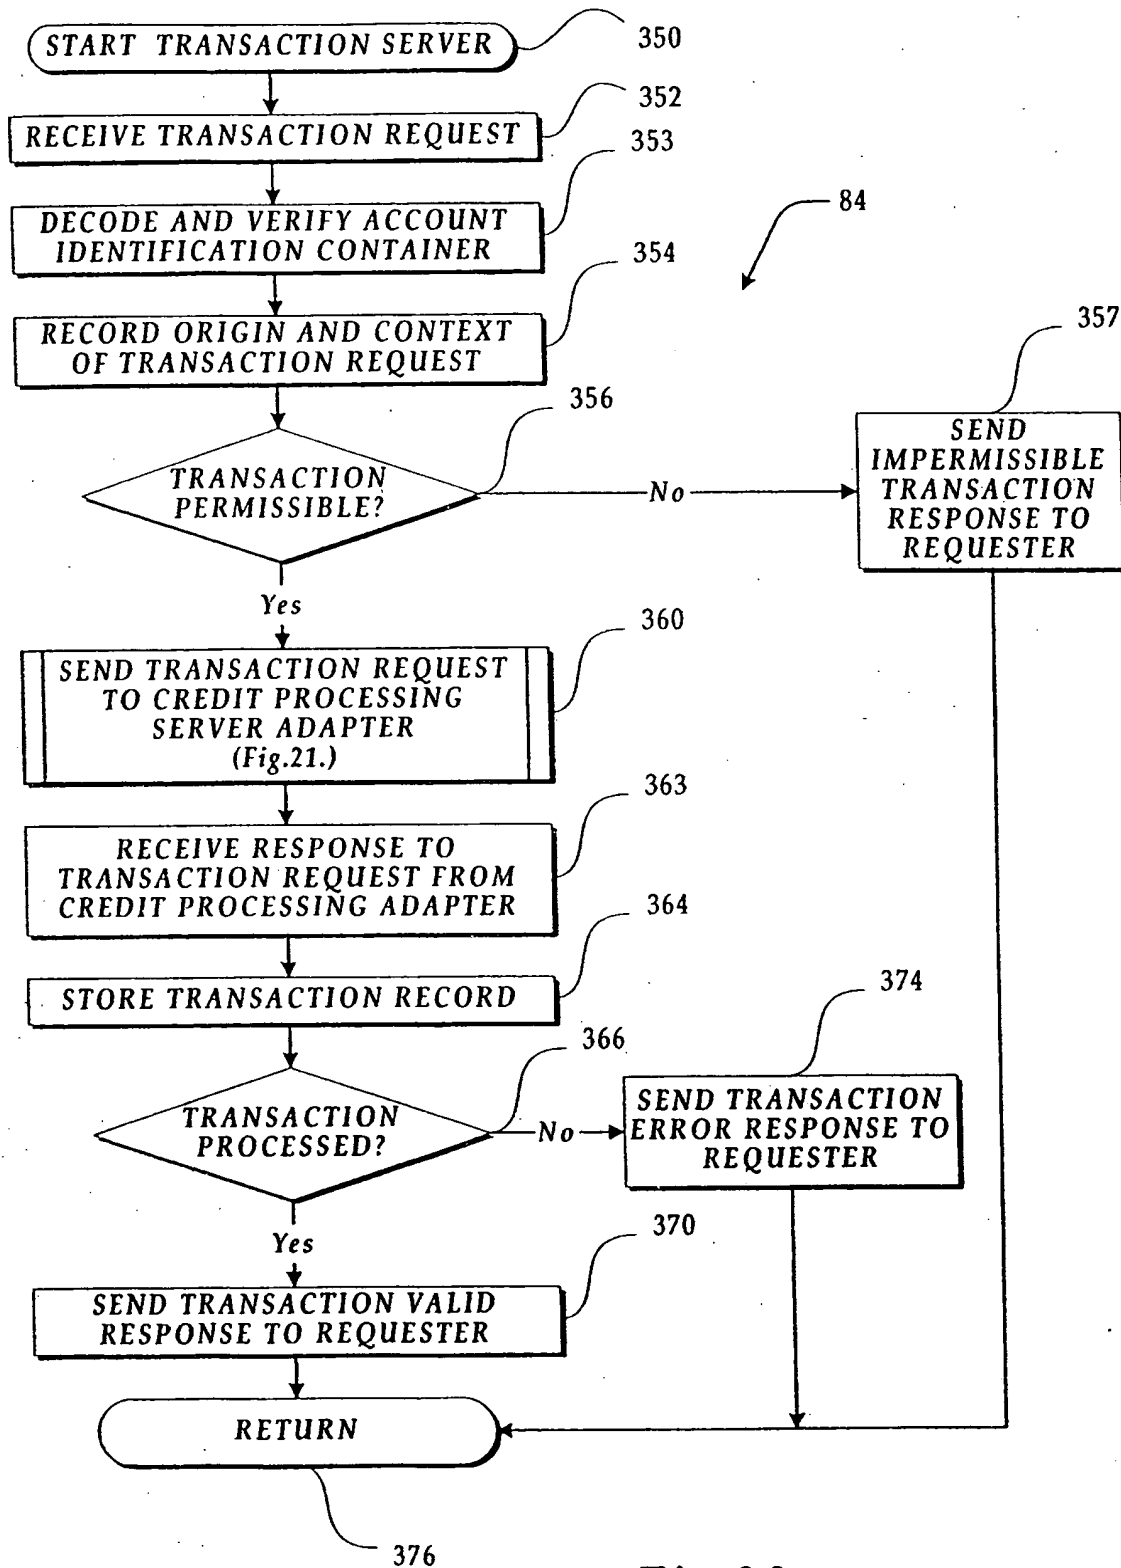 START TRANSACTION SERVER
350
RECEIVE TRANSACTION REQUEST
352
353
DECODE AND VERIFY ACCOUNT
IDENTIFICATION CONTAINER
84
354
RECORD ORIGIN AND CONTEXT
OF TRANSACTION REQUEST
357
356
TRANSACTION
PERMISSIBLE?
No
SEND
IMPERMISSIBLE
TRANSACTION
RESPONSE TO
REQUESTER
Yes
360
SEND TRANSACTION REQUEST
TO CREDIT PROCESSING
SERVER ADAPTER
(Fig.21.)
363
RECEIVE RESPONSE TO
TRANSACTION REQUEST FROM
CREDIT PROCESSING ADAPTER
364
STORE TRANSACTION RECORD
374
366
TRANSACTION
PROCESSED?
No
SEND TRANSACTION
ERROR RESPONSE TO
REQUESTER
Yes
370
SEND TRANSACTION VALID
RESPONSE TO REQUESTER
RETURN
376